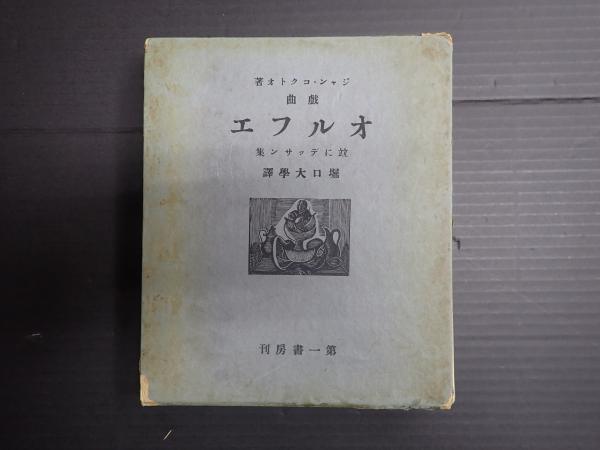 ジャン・コクトオ著
戲曲
オルフエ
竝にデッサン集
堀口大學譯
第一書房刊